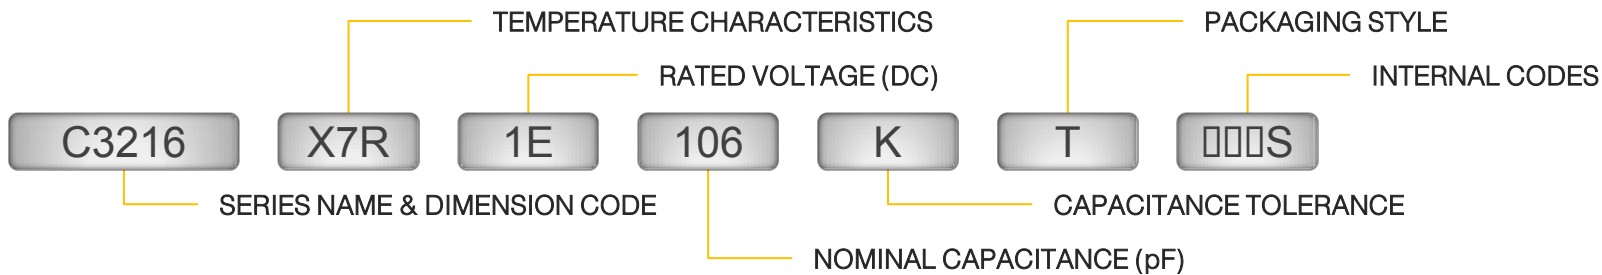 TEMPERATURE CHARACTERISTICS
PACKAGING STYLE
RATED VOLTAGE (DC)
INTERNAL CODES
C3216 X7R 1E 106 K T □□□S
SERIES NAME & DIMENSION CODE
CAPACITANCE TOLERANCE
NOMINAL CAPACITANCE (pF)